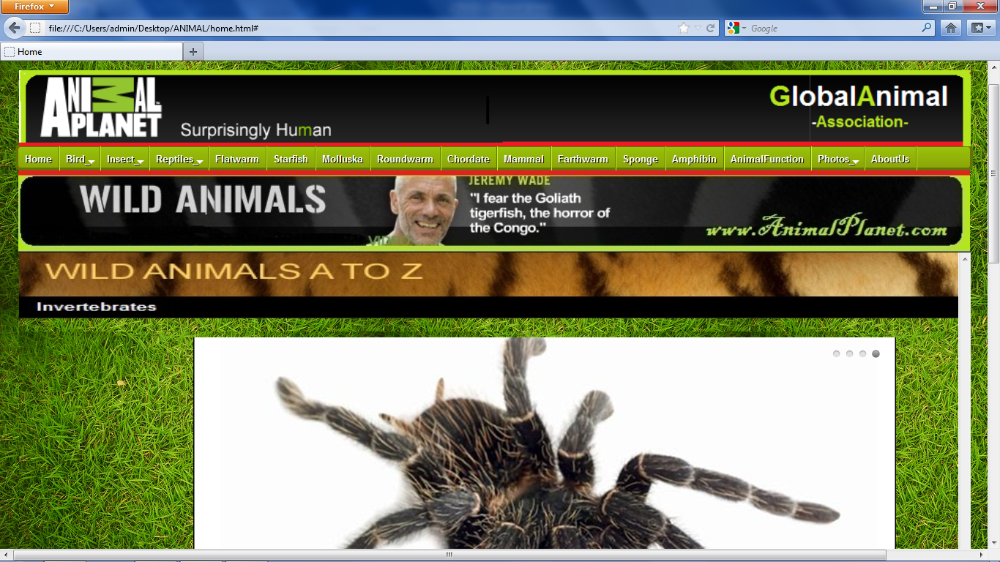 Firefox
file:///C:/Users/admin/Desktop/ANIMAL/home.html#
Google
Home
ANIMAL PLANET
Surprisingly Human
GlobalAnimal
-Association-
Home Bird Insect Reptiles Flatwarm Starfish Molluska Roundwarm Chordate Mammal Earthwarm Sponge Amphibin AnimalFunction Photos AboutUs
WILD ANIMALS
JEREMY WADE
"I fear the Goliath
tigerfish, the horror of
the Congo."
www.AnimalPlanet.com
WILD ANIMALS A TO Z
Invertebrates